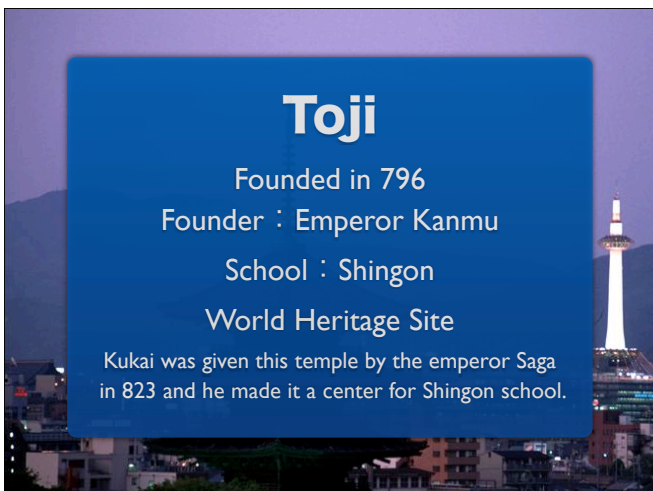 Toji
Founded in 796
Founder：Emperor Kanmu
School：Shingon
World Heritage Site
Kukai was given this temple by the emperor Saga
in 823 and he made it a center for Shingon school.